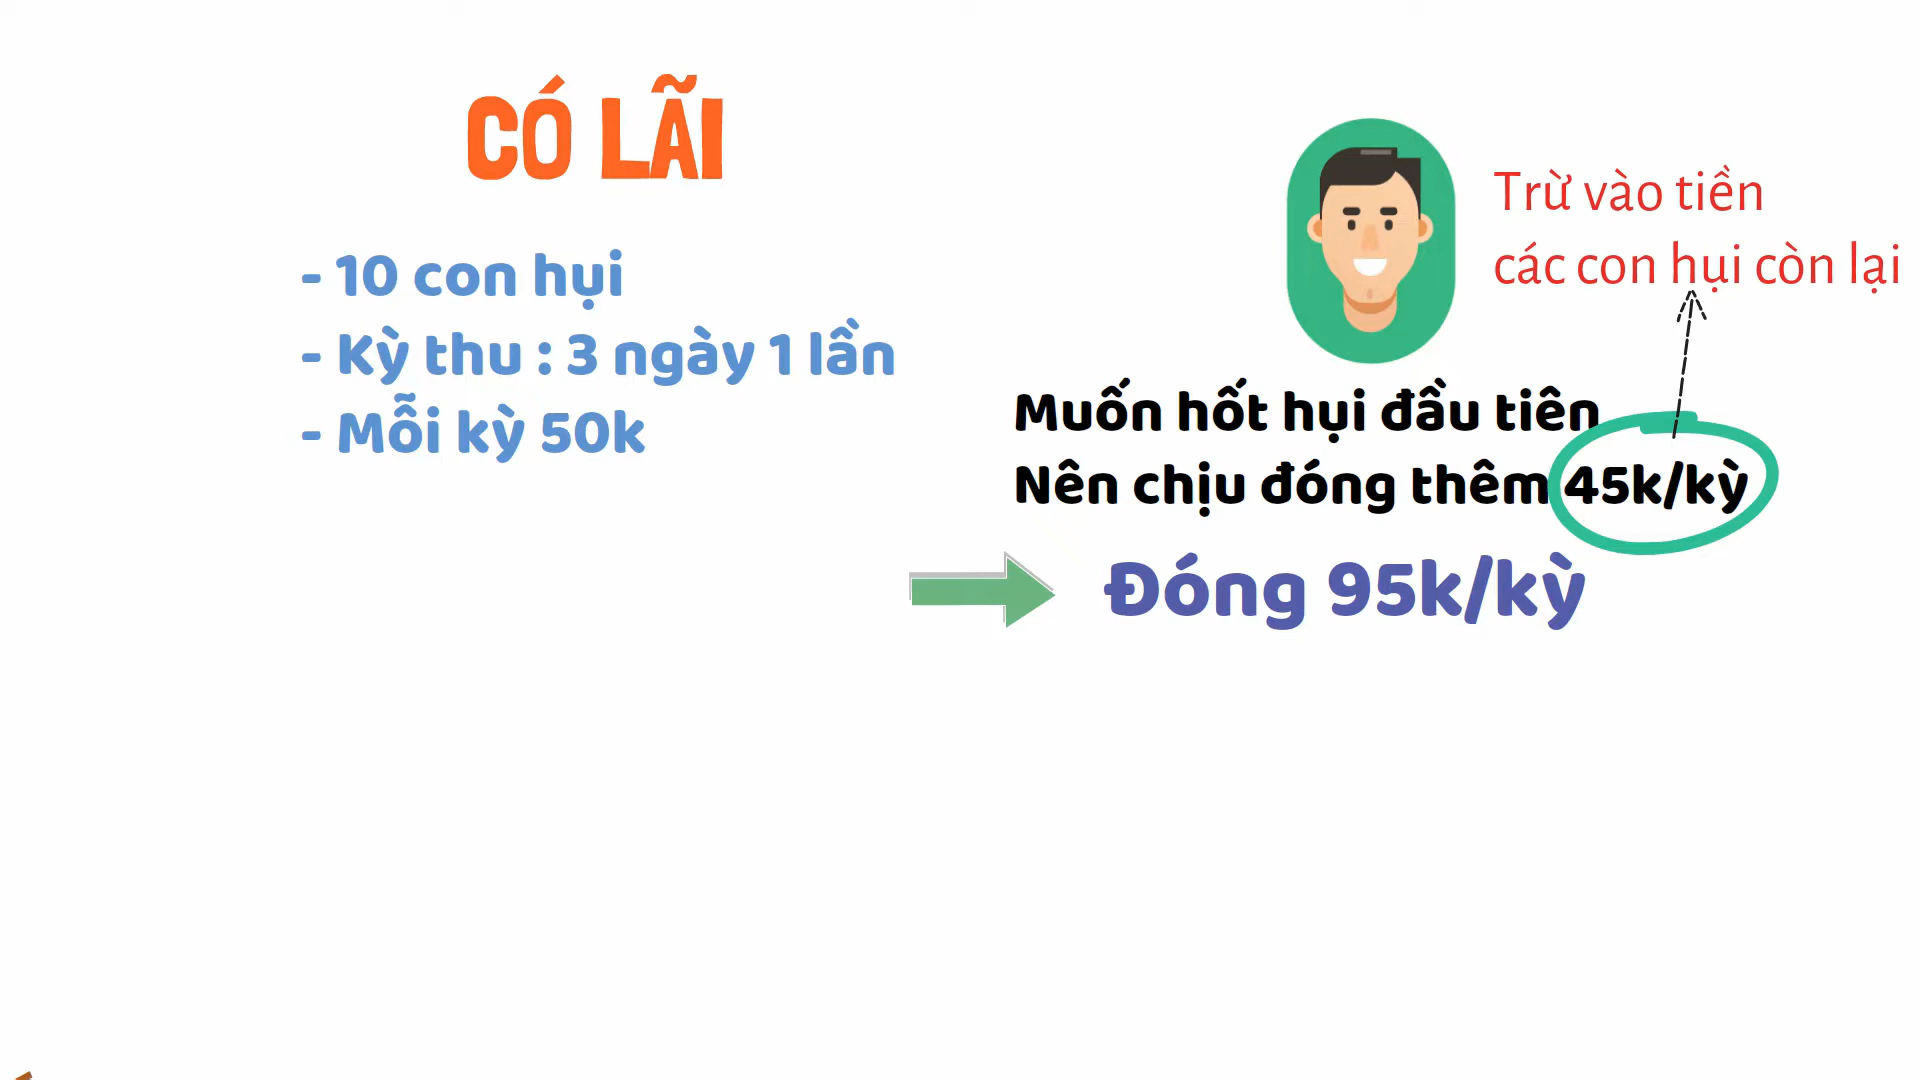 CÓ LÃI
- 10 con hụi
- Kỳ thu : 3 ngày 1 lần
- Mỗi kỳ 50k
Trừ vào tiền
các con hụi còn lại
Muốn hốt hụi đầu tiên
Nên chịu đóng thêm 45k/kỳ
Đóng 95k/kỳ